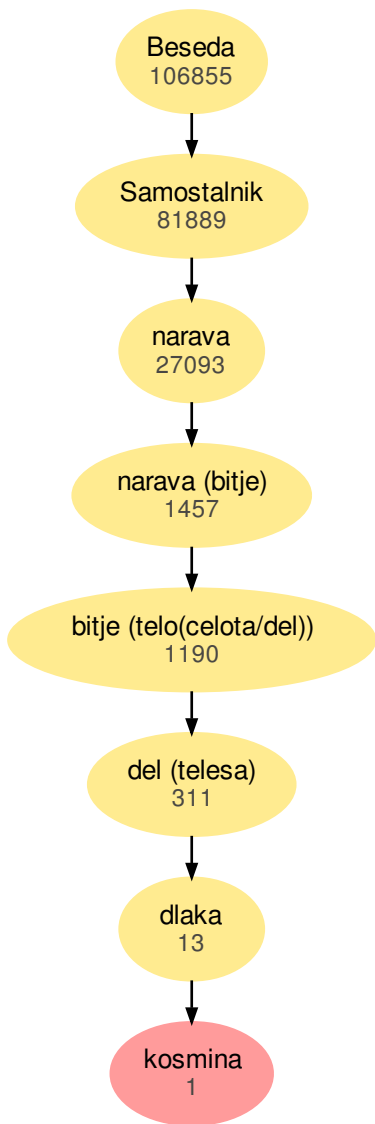 Beseda
106855
Samostalnik
81889
narava
27093
narava (bitje)
1457
bitje (telo(celota/del))
1190
del (telesa)
311
dlaka
13
kosmina
1